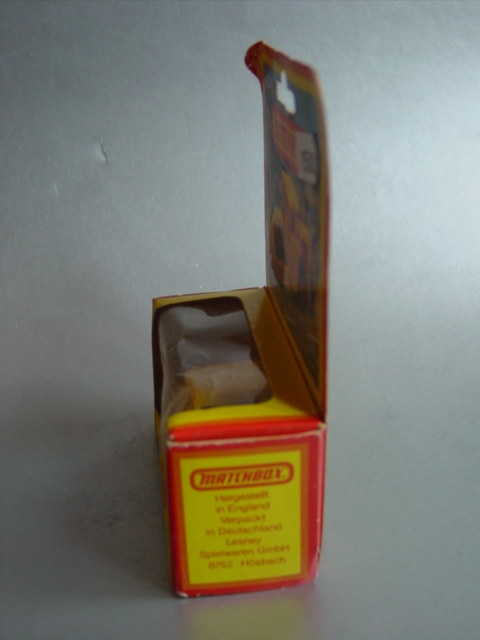 MATCHBOX
Hergestellt
in England
Verpackt
in Deutschland
Lesney
Spielwaren GmbH
8752 Hösbach